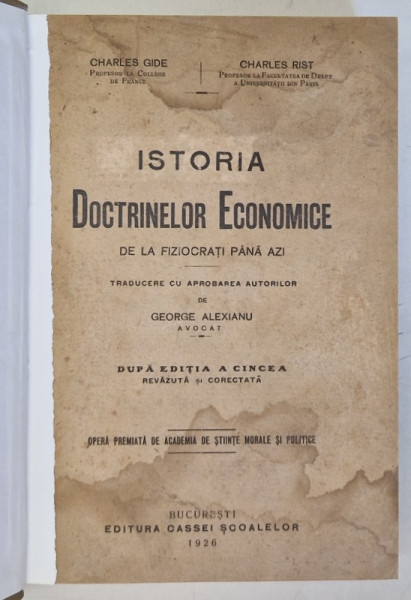 CHARLES GIDE
PROFESOR LA COLLEGE
DE FRANCE
CHARLES RIST
PROFESOR LA FACULTATEA DE DREPT
A UNIVERSITĂȚII DIN PARIS
ISTORIA
DOCTRINELOR ECONOMICE
DE LA FIZIOCRAȚI PÂNĂ AZI
TRADUCERE CU APROBAREA AUTORILOR
DE
GEORGE ALEXIANU
AVOCAT
DUPĂ EDIȚIA A CINCEA
REVĂZUTĂ ȘI CORECTATĂ
OPERĂ PREMIATĂ DE ACADEMIA DE ȘTIINȚE MORALE ȘI POLITICE
BUCUREȘTI
EDITURA CASSEI ȘCOALELOR
1926